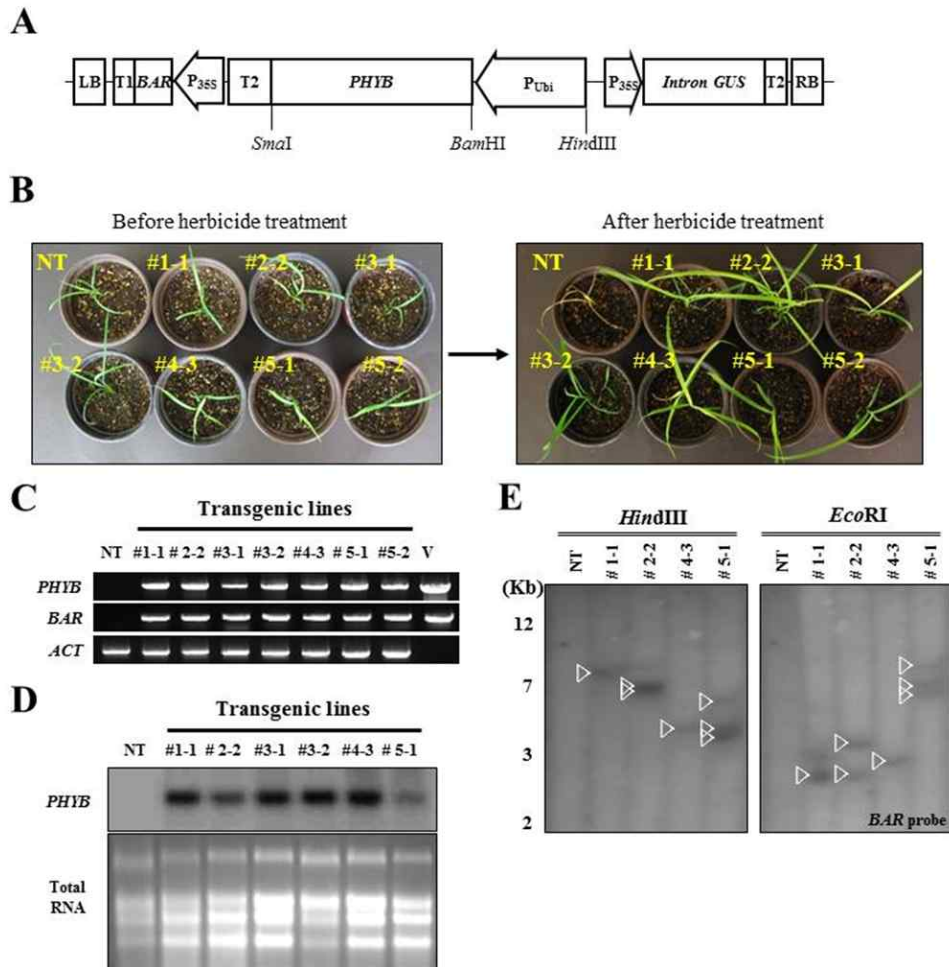 A
LB T1 BAR P35S T2 PHYB PUbi P35S Intron GUS T2 RB
SmaI BamHI HindIII
B
Before herbicide treatment
After herbicide treatment
NT #1-1 #2-2 #3-1
#3-2 #4-3 #5-1 #5-2
NT #1-1 #2-2 #3-1
#3-2 #4-3 #5-1 #5-2
C
Transgenic lines
NT #1-1 # 2-2 #3-1 #3-2 #4-3 # 5-1 #5-2 V
PHYB
BAR
ACT
D
Transgenic lines
NT #1-1 # 2-2 #3-1 #3-2 #4-3 # 5-1
PHYB
Total
RNA
E
HindIII
EcoRI
NT # 1-1 # 2-2 # 4-3 # 5-1
NT # 1-1 # 2-2 # 4-3 # 5-1
(Kb)
12
7
3
2
BAR probe